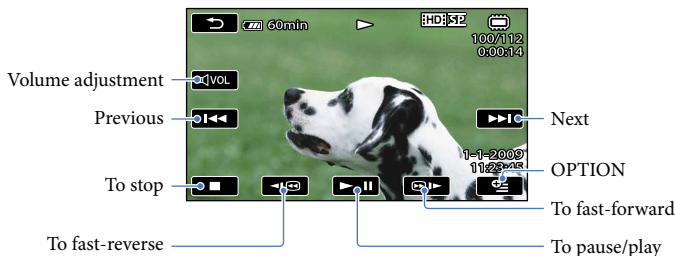 60min
HD SP
100/112
0:00:14
Volume adjustment
VOL
Previous
Next
1-1-2009
11:23:45
OPTION
To stop
To fast-forward
To fast-reverse
To pause/play